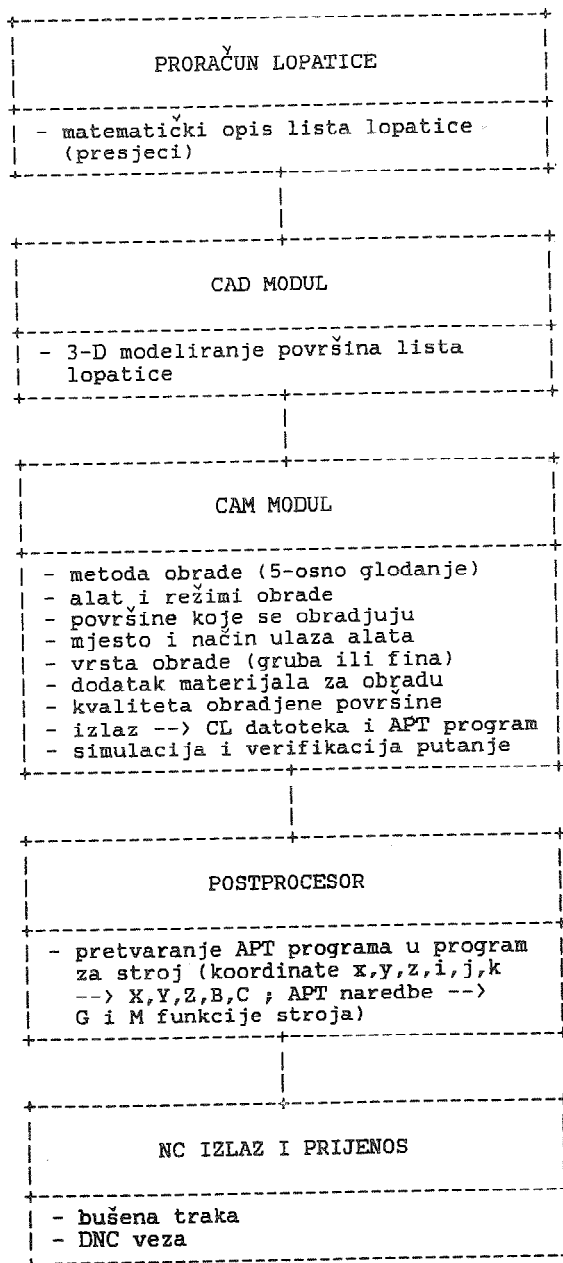 PRORAČUN LOPATICE
- matematički opis lista lopatice
(presjeci)
CAD MODUL
- 3-D modeliranje površina lista
lopatice
CAM MODUL
- metoda obrade (5-osno glodanje)
- alat i režimi obrade
- površine koje se obradjuju
- mjesto i način ulaza alata
- vrsta obrade (gruba ili fina)
- dodatak materijala za obradu
- kvaliteta obradjene površine
- izlaz --> CL datoteka i APT program
- simulacija i verifikacija putanje
POSTPROCESOR
- pretvaranje APT programa u program
za stroj (koordinate x,y,z,i,j,k
--> X,Y,Z,B,C ; APT naredbe -->
G i M funkcije stroja)
NC IZLAZ I PRIJENOS
- bušena traka
- DNC veza